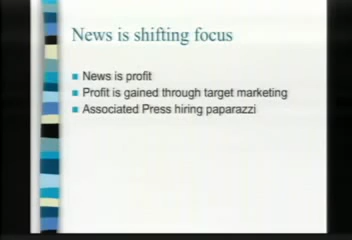 News is shifting focus
News is profit
Profit is gained through target marketing
Associated Press hiring paparazzi